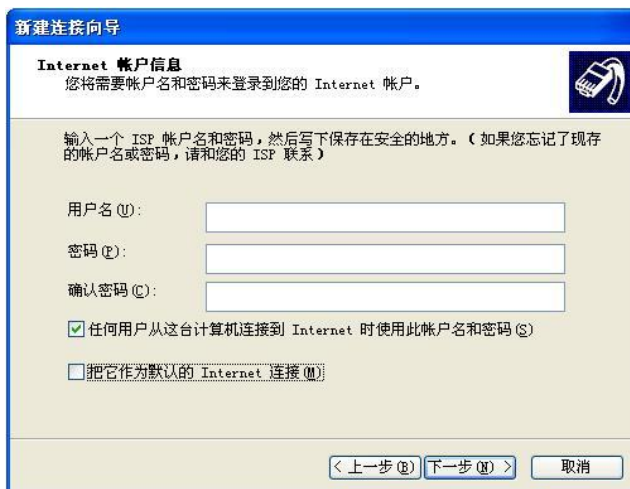 新建连接向导
Internet 帐户信息
您将需要帐户名和密码来登录到您的 Internet 帐户。
输入一个 ISP 帐户名和密码，然后写下保存在安全的地方。(如果您忘记了现存
的帐户名或密码，请和您的 ISP 联系)
用户名(U):
密码(P):
确认密码(C):
任何用户从这台计算机连接到 Internet 时使用此帐户名和密码(S)
把它作为默认的 Internet 连接(M)
< 上一步(B) 下一步(N) > 取消